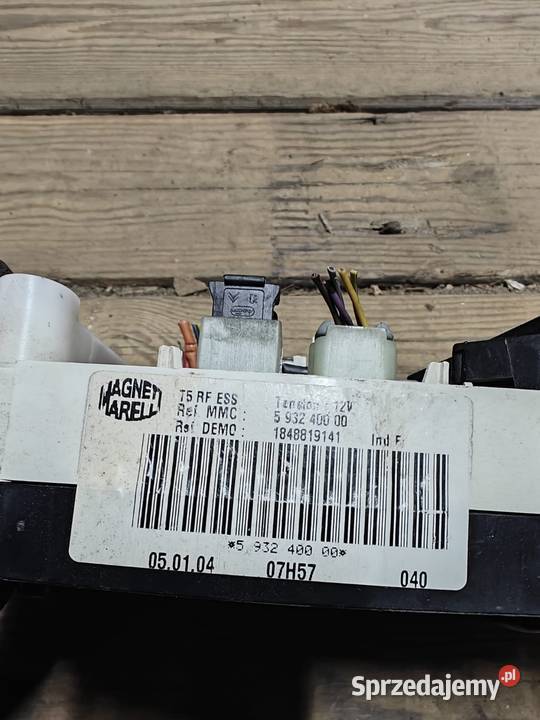 MAGNETI
MARELLI
T5 RF ESS Tension : 12V
Ref MMC : 5 932 400 00
Ref DEMO : 1848819141 Ind F
*5 932 400 00*
05.01.04 07H57 040
Sprzedajemy.pl